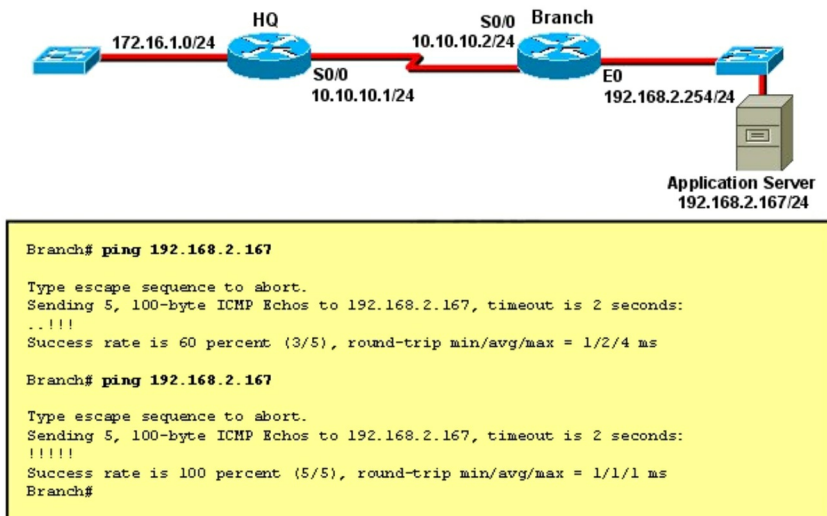 HQ
S0/0
Branch
172.16.1.0/24
10.10.10.2/24
S0/0
10.10.10.1/24
E0
192.168.2.254/24
Application Server
192.168.2.167/24
Branch# ping 192.168.2.167
Type escape sequence to abort.
Sending 5, 100-byte ICMP Echos to 192.168.2.167, timeout is 2 seconds:
..!!!
Success rate is 60 percent (3/5), round-trip min/avg/max = 1/2/4 ms
Branch# ping 192.168.2.167
Type escape sequence to abort.
Sending 5, 100-byte ICMP Echos to 192.168.2.167, timeout is 2 seconds:
!!!!!
Success rate is 100 percent (5/5), round-trip min/avg/max = 1/1/1 ms
Branch#